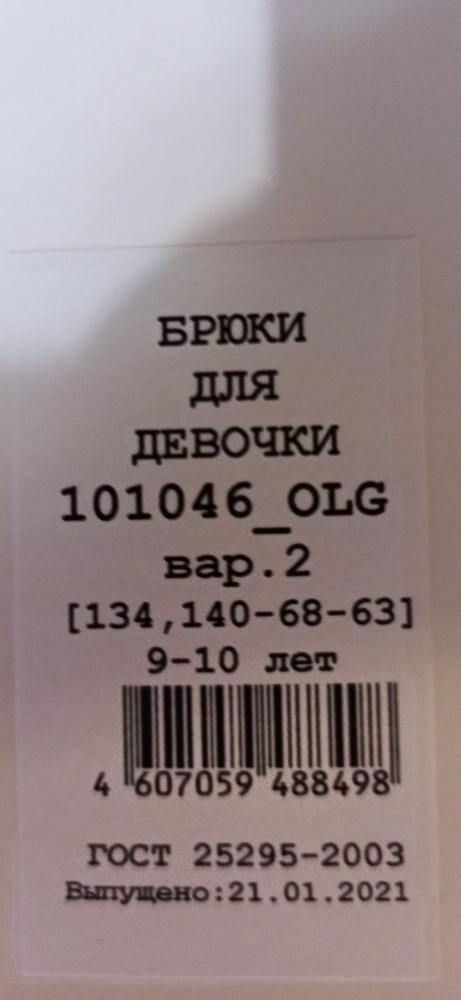 БРЮКИ
ДЛЯ
ДЕВОЧКИ
101046_OLG
вар.2
[134,140-68-63]
9-10 лет
4 607059 488498
ГОСТ 25295-2003
Выпущено:21.01.2021